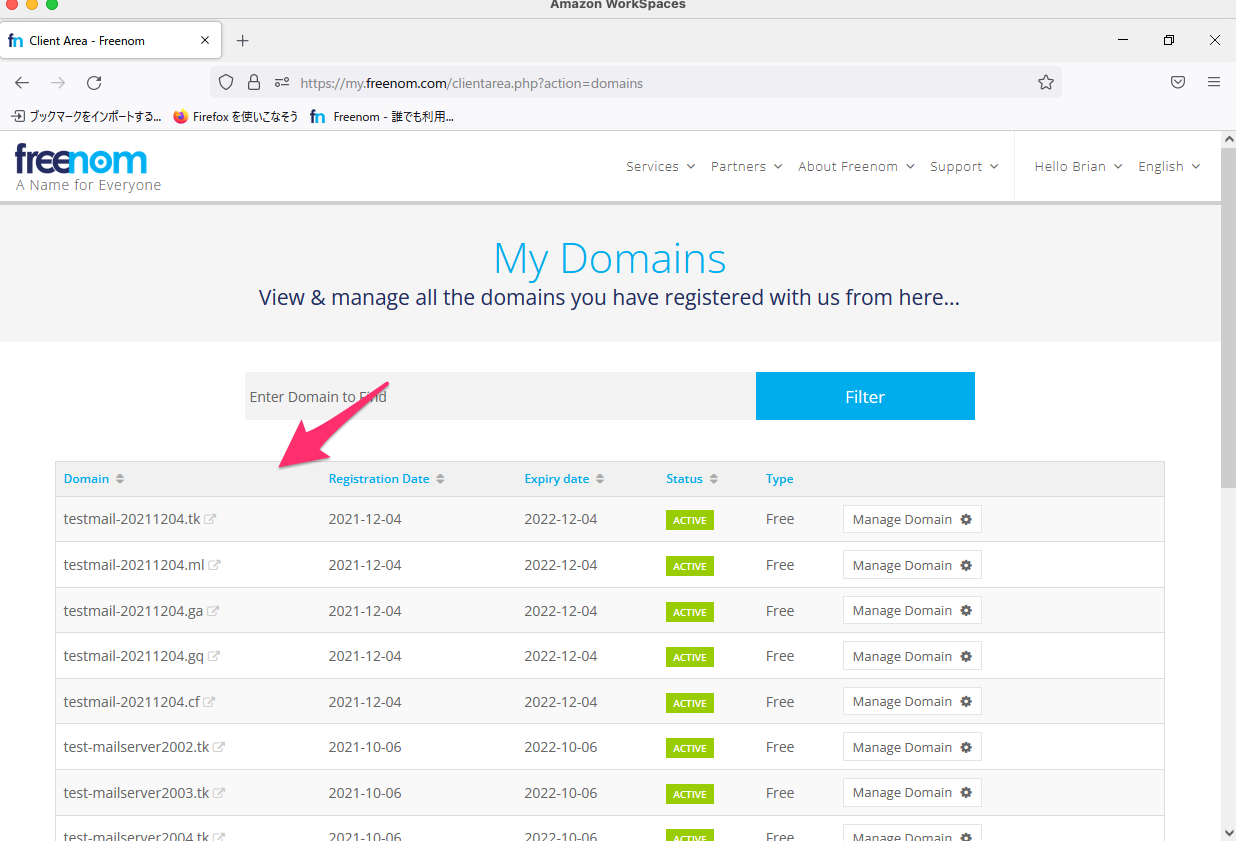 Amazon WorkSpaces
fn Client Area - Freenom
https://my.freenom.com/clientarea.php?action=domains
ブックマークをインポートする... Firefox を使いこなそう fn Freenom - 誰でも利用...
freenom
A Name for Everyone
Services Partners About Freenom Support Hello Brian English
My Domains
View & manage all the domains you have registered with us from here...
Enter Domain to Find Filter
Domain Registration Date Expiry date Status Type
testmail-20211204.tk 2021-12-04 2022-12-04 ACTIVE Free Manage Domain
testmail-20211204.ml 2021-12-04 2022-12-04 ACTIVE Free Manage Domain
testmail-20211204.ga 2021-12-04 2022-12-04 ACTIVE Free Manage Domain
testmail-20211204.gq 2021-12-04 2022-12-04 ACTIVE Free Manage Domain
testmail-20211204.cf 2021-12-04 2022-12-04 ACTIVE Free Manage Domain
test-mailserver2002.tk 2021-10-06 2022-10-06 ACTIVE Free Manage Domain
test-mailserver2003.tk 2021-10-06 2022-10-06 ACTIVE Free Manage Domain
test-mailserver2004.tk 2021-10-06 2022-10-06 ACTIVE Free Manage Domain